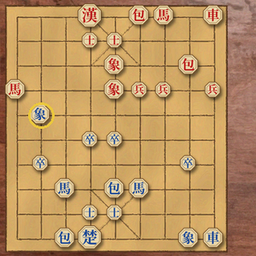 漢 包 馬 車
士 士
象 包
馬 象 兵 兵 兵
象
卒 卒
卒 卒
馬 包 馬
士 士
包 楚 象 車